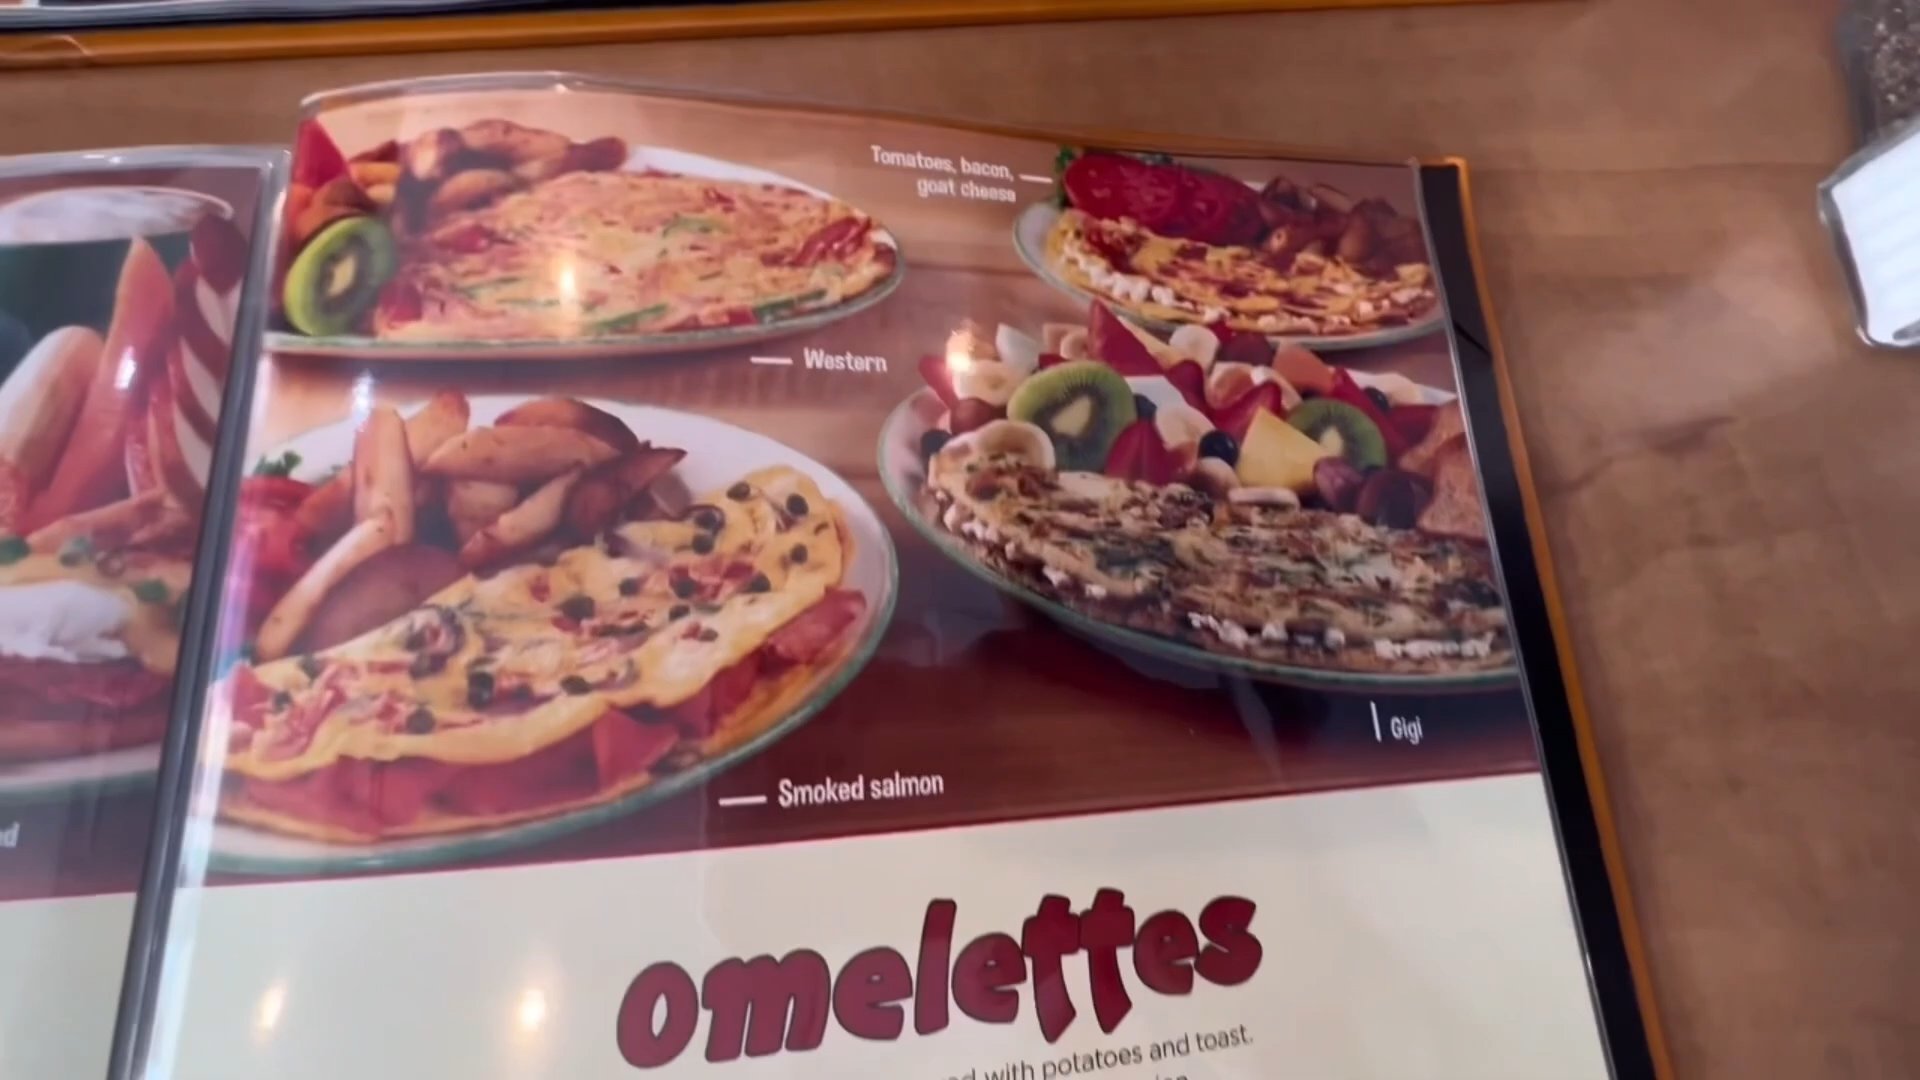 Tomatoes, bacon,
goat cheese
Western
Smoked salmon
Gigi
omelettes
with potatoes and toast.